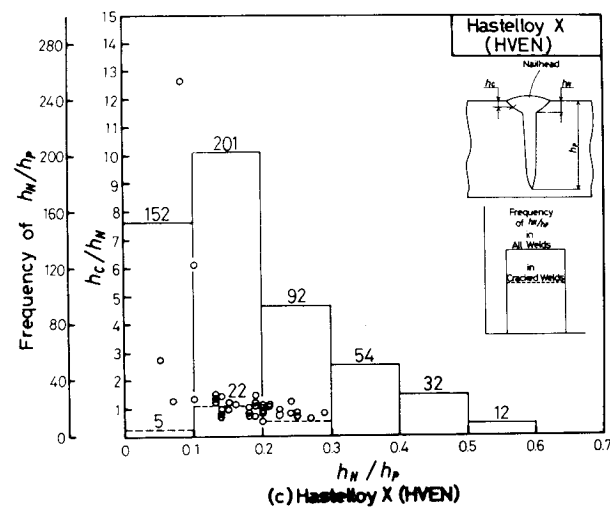 Hastelloy X
(HVEN)
Nailhead
hc
hN
hP
Frequency
of hN/hP
in
All Welds
in
Cracked Welds
Frequency of hN/hP
280
240
200
160
120
80
40
0
hC/hN
15
14
13
12
11
10
9
8
7
6
5
4
3
2
1
152
201
92
54
32
12
5
22
0
0.1
0.2
0.3
0.4
0.5
0.6
0.7
hN/hP
(c) Hastelloy X (HVEN)